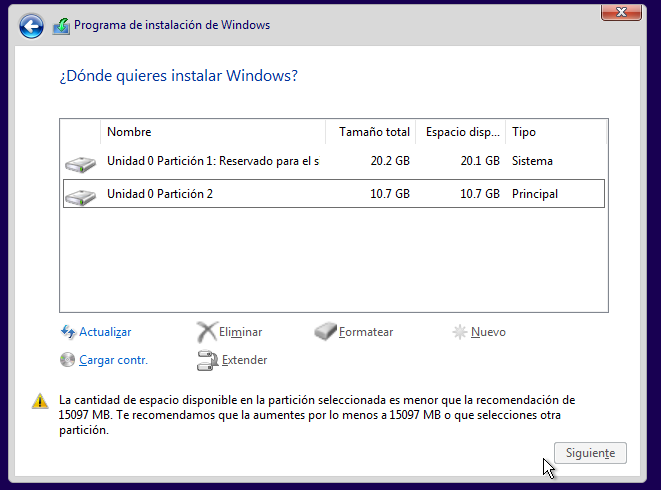 Programa de instalación de Windows
¿Dónde quieres instalar Windows?
Nombre Tamaño total Espacio disp... Tipo
Unidad 0 Partición 1: Reservado para el s 20.2 GB 20.1 GB Sistema
Unidad 0 Partición 2 10.7 GB 10.7 GB Principal
Actualizar Eliminar Formatear Nuevo
Cargar contr. Extender
La cantidad de espacio disponible en la partición seleccionada es menor que la recomendación de
15097 MB. Te recomendamos que la aumentes por lo menos a 15097 MB o que selecciones otra
partición.
Siguiente